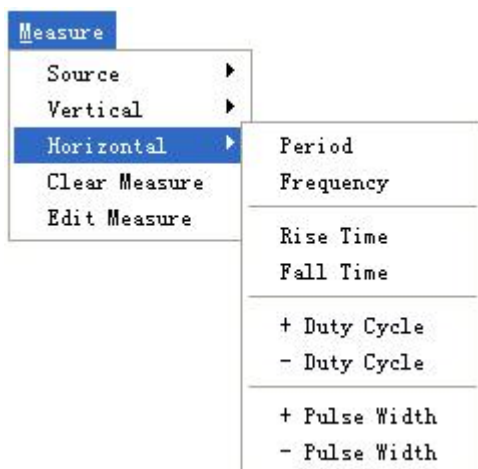 Measure
Source
Vertical
Horizontal
Clear Measure
Edit Measure
Period
Frequency
Rise Time
Fall Time
+ Duty Cycle
- Duty Cycle
+ Pulse Width
- Pulse Width